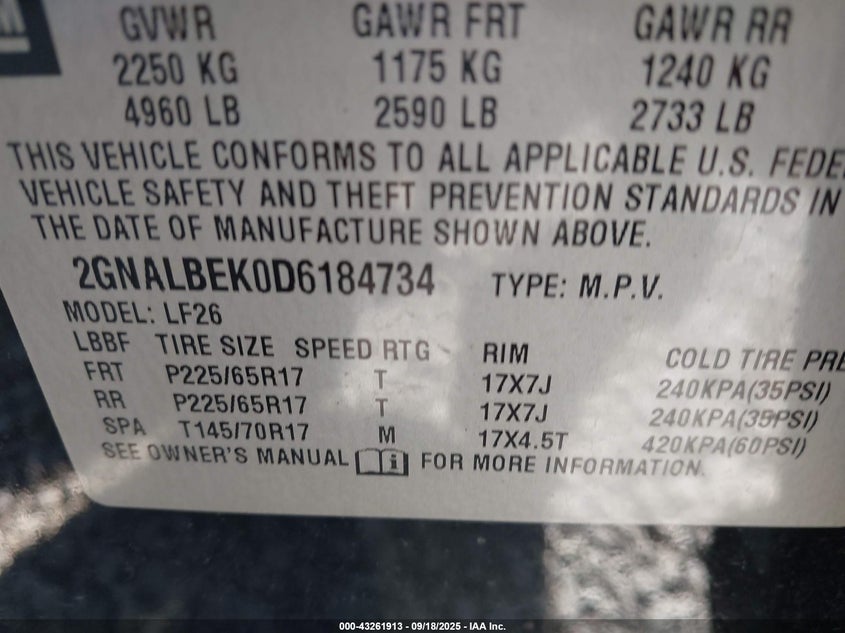 GM
GVWR GAWR FRT GAWR RR
2250 KG 1175 KG 1240 KG
4960 LB 2590 LB 2733 LB
THIS VEHICLE CONFORMS TO ALL APPLICABLE U.S. FEDE
VEHICLE SAFETY AND THEFT PREVENTION STANDARDS IN
THE DATE OF MANUFACTURE SHOWN ABOVE.
2GNALBEK0D6184734 TYPE: M.P.V.
MODEL: LF26
LBBF TIRE SIZE SPEED RTG RIM COLD TIRE PRE
FRT P225/65R17 T 17X7J 240KPA(35PSI)
RR P225/65R17 T 17X7J 240KPA(35PSI)
SPA T145/70R17 M 17X4.5T 420KPA(60PSI)
SEE OWNER'S MANUAL i FOR MORE INFORMATION.
000-43261913 - 09/18/2025 - IAA Inc.